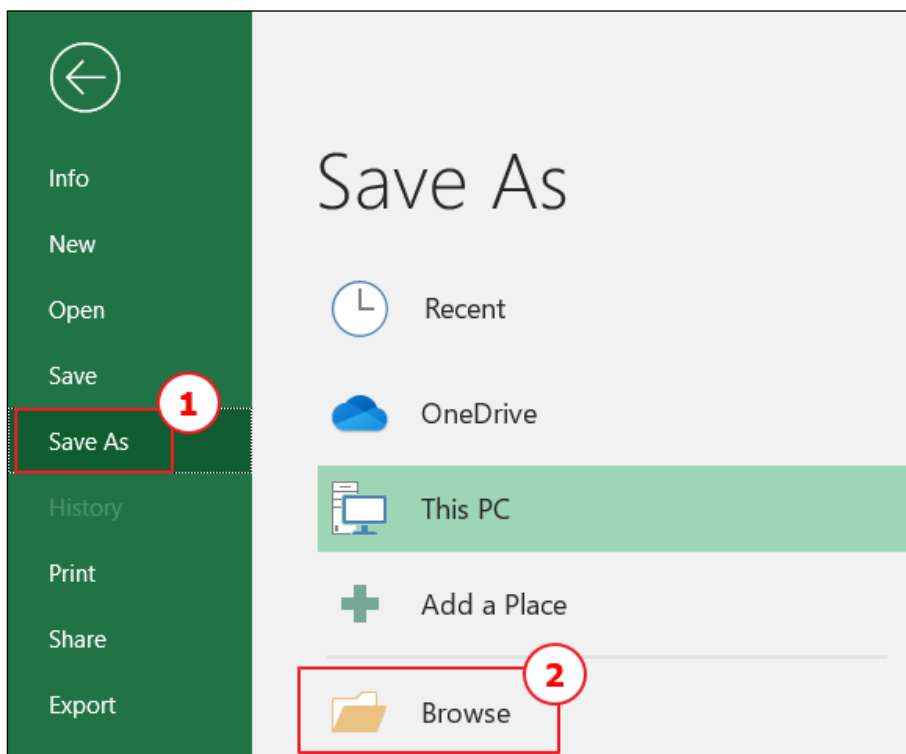 Info
New
Open
Save
1
Save As
History
Print
Share
Export
Save As
Recent
OneDrive
This PC
Add a Place
2
Browse